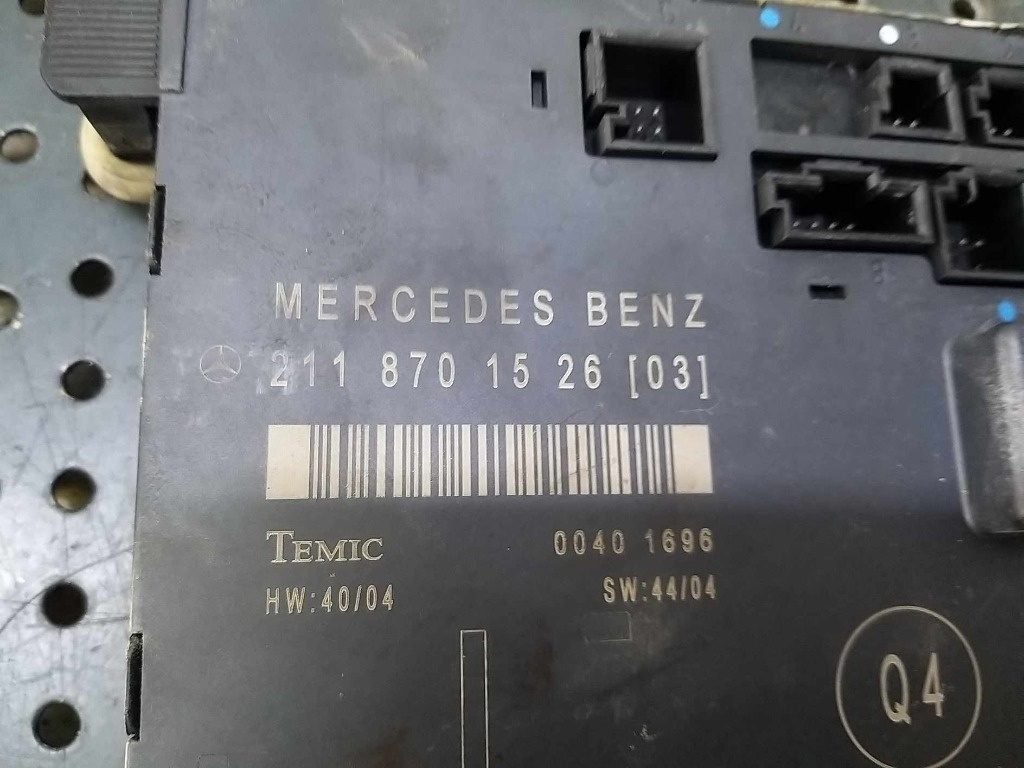 MERCEDES BENZ
211 870 15 26 [03]
TEMIC 0040 1696
HW:40/04 SW:44/04
Q4